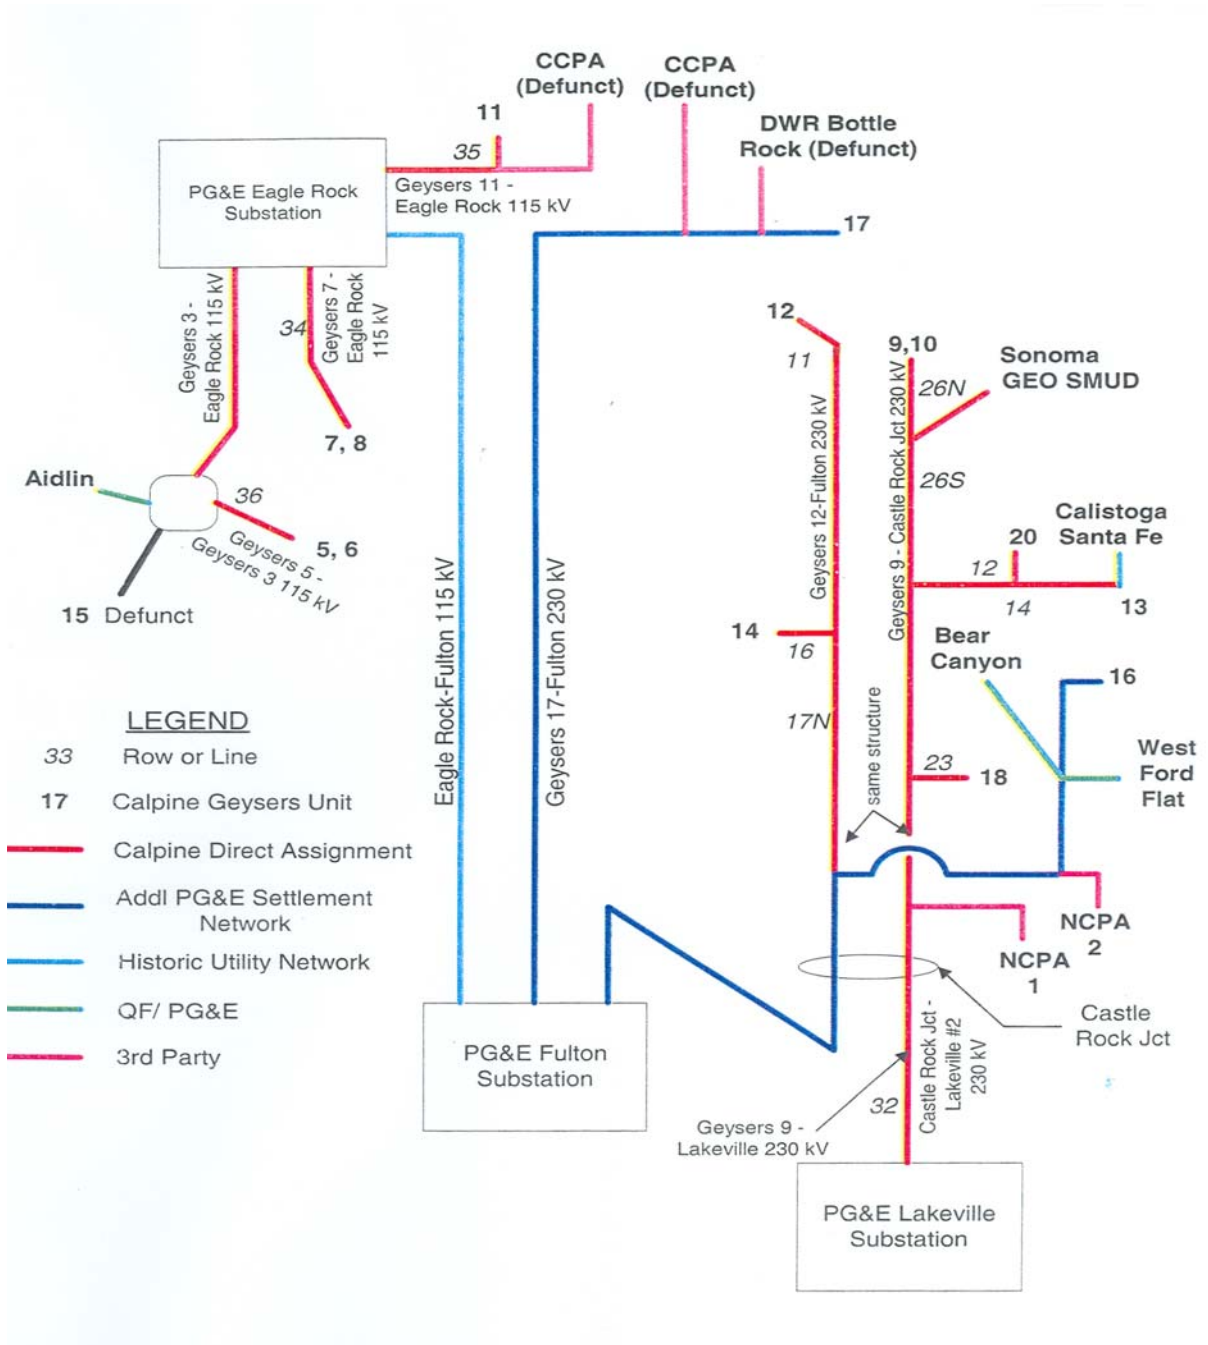 CCPA
(Defunct)
CCPA
(Defunct)
11
DWR Bottle
Rock (Defunct)
35
PG&E Eagle Rock
Substation
Geysers 11 -
Eagle Rock 115 kV
17
Geysers 3 -
Eagle Rock 115 kV
34
Geysers 7 -
Eagle Rock
115 kV
12
11
9,10
26N
Sonoma
GEO SMUD
7, 8
Geysers 12-Fulton 230 kV
Geysers 9 - Castle Rock Jct 230 kV
26S
Aidlin
36
5, 6
Geysers 5 -
Geysers 3 115 kV
Calistoga
Santa Fe
20
12
14
13
15 Defunct
Eagle Rock-Fulton 115 kV
Geysers 17-Fulton 230 kV
14
16
Bear
Canyon
16
17N
same structure
23
18
West
Ford
Flat
LEGEND
33 Row or Line
17 Calpine Geysers Unit
Calpine Direct Assignment
Addl PG&E Settlement
Network
Historic Utility Network
QF/ PG&E
3rd Party
NCPA
2
NCPA
1
Castle
Rock Jct
PG&E Fulton
Substation
Castle Rock Jct -
Lakeville #2
230 kV
32
Geysers 9 -
Lakeville 230 kV
PG&E Lakeville
Substation